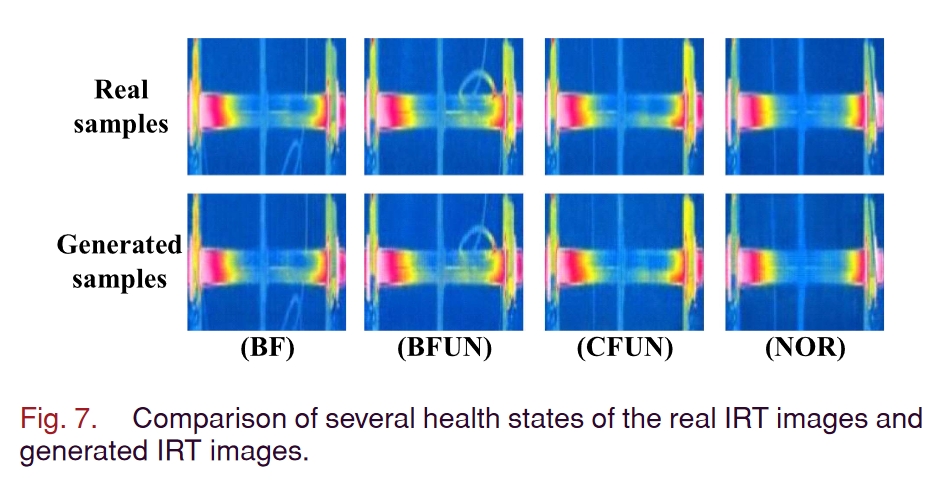 Real
samples
Generated
samples
(BF) (BFUN) (CFUN) (NOR)
Fig. 7. Comparison of several health states of the real IRT images and
generated IRT images.